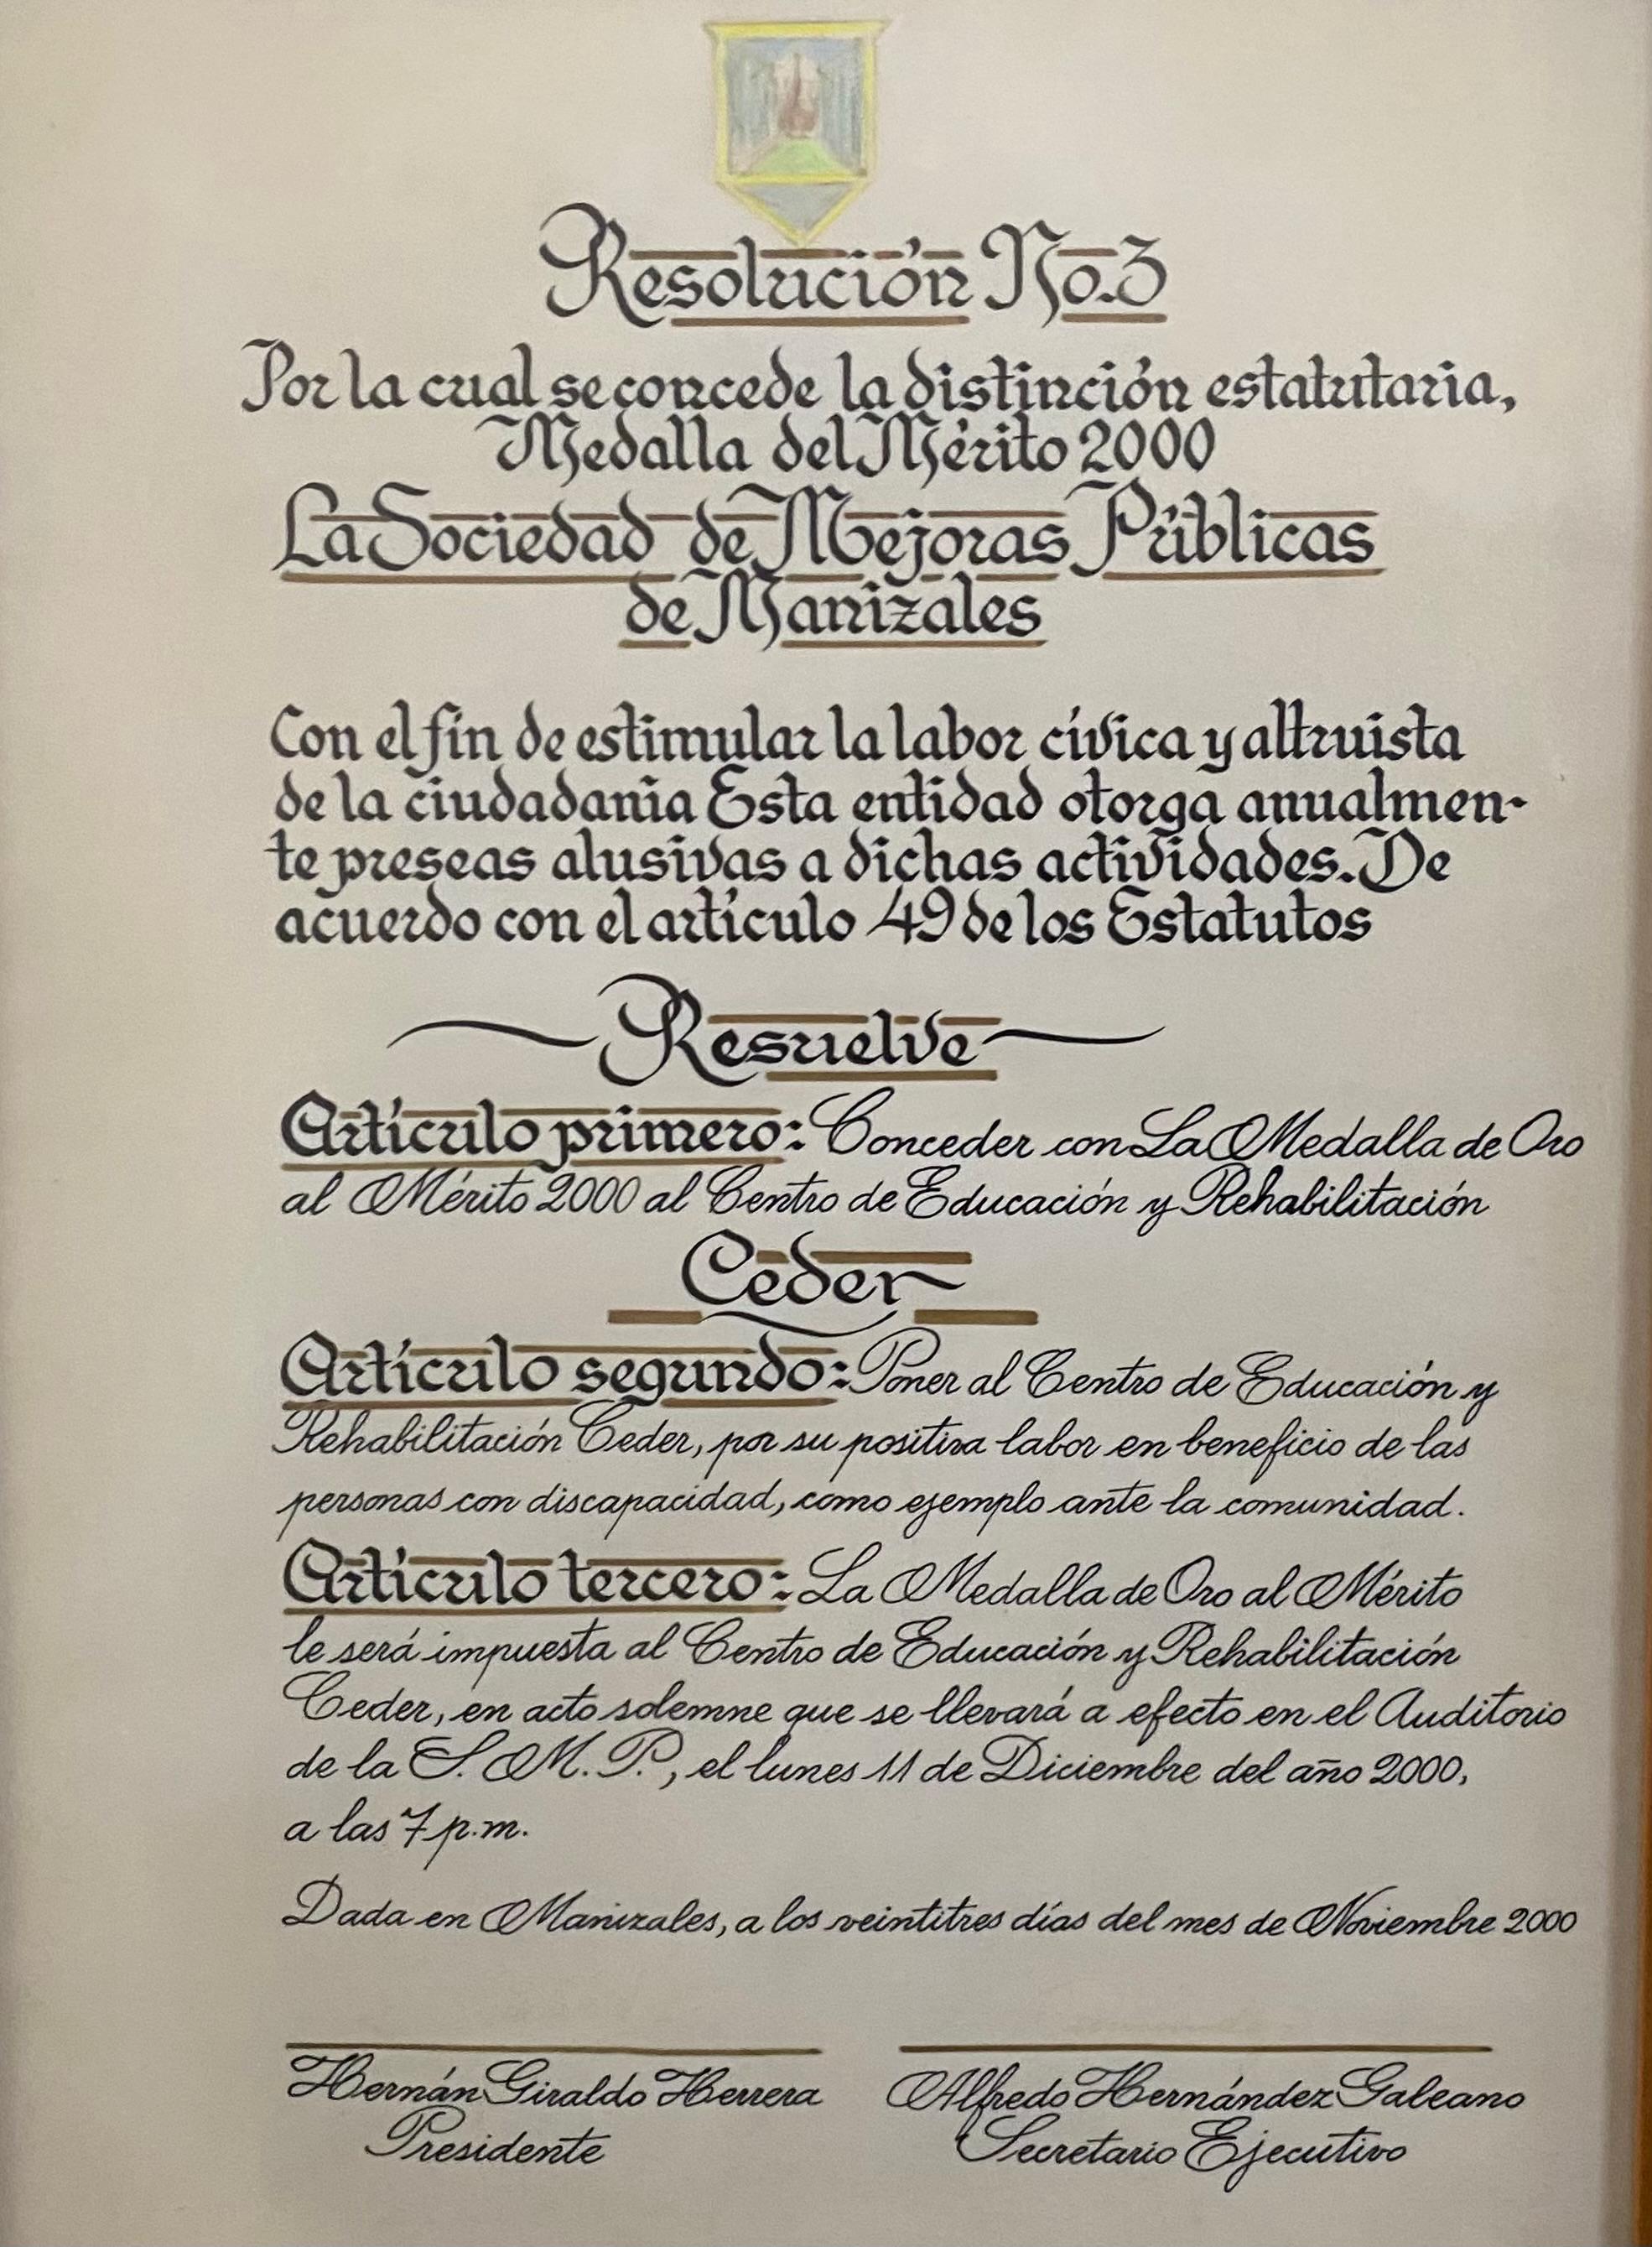 Resolución No.3
Por la cual se concede la distinción estatutaria,
Medalla del Mérito 2000
La Sociedad de Mejoras Públicas
de Manizales
Con el fin de estimular la labor cívica y altruista
de la ciudadanía Esta entidad otorga anualmen-
te preseas alusivas a dichas actividades. De
acuerdo con el artículo 49 de los Estatutos
Resuelve
Artículo primero: Conceder con La Medalla de Oro
al Mérito 2000 al Centro de Educación y Rehabilitación
Ceder
Artículo segundo: Poner al Centro de Educación y
Rehabilitación Ceder, por su positiva labor en beneficio de las
personas con discapacidad, como ejemplo ante la comunidad.
Artículo tercero: La Medalla de Oro al Mérito
le será impuesta al Centro de Educación y Rehabilitación
Ceder, en acto solemne que se llevará a efecto en el Auditorio
de la S. M. P., el lunes 11 de Diciembre del año 2000,
a las 7 p.m.
Dada en Manizales, a los veintitres días del mes de Noviembre 2000
Hernán Giraldo Herrera Alfredo Hernández Galeano
Presidente Secretario Ejecutivo